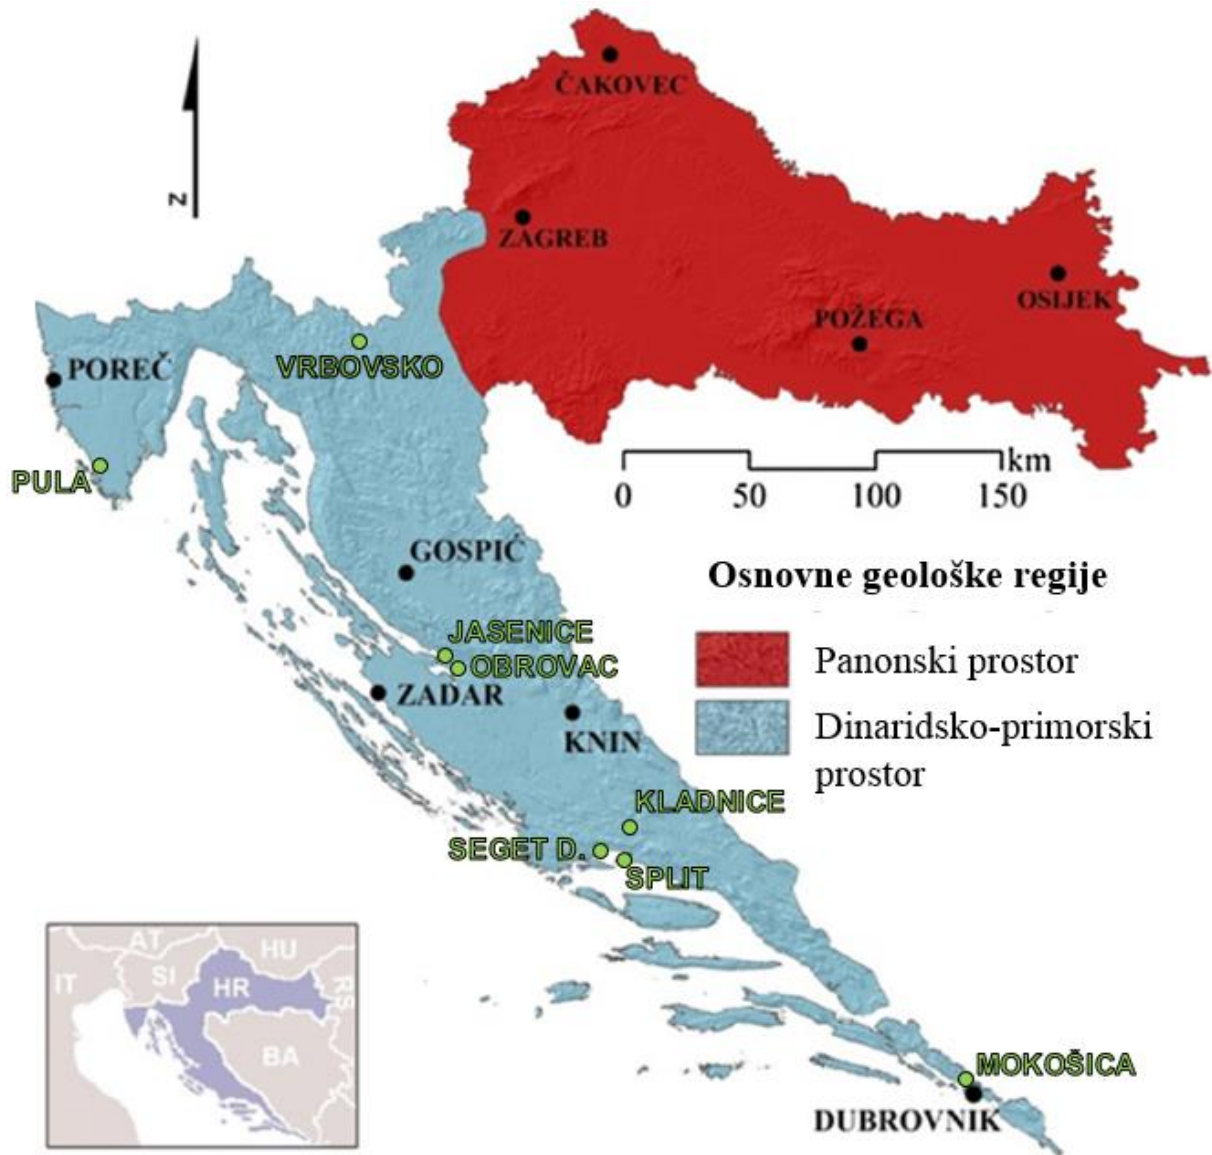 ČAKOVEC
ZAGREB
OSIJEK
POŽEGA
Z
VRBOVSKO
POREČ
PULA
km
0 50 100 150
GOSPIĆ
Osnovne geološke regije
JASENICE
OBROVAC
Panonski prostor
ZADAR
KNIN
Dinaridsko-primorski
prostor
KLADNICE
SEGET D.
SPLIT
AT
HU
IT
SI
HR
RS
BA
MOKOŠICA
DUBROVNIK